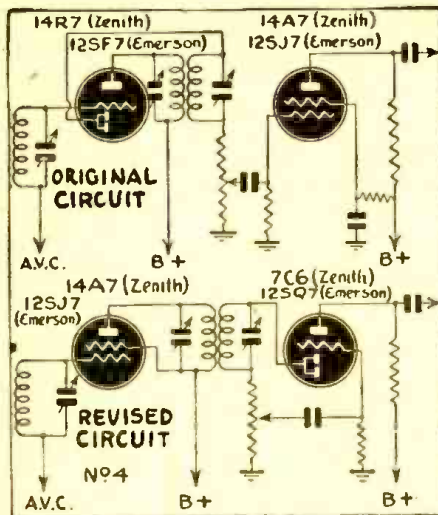 14R7 (Zenith)
12SF7 (Emerson)
14A7 (Zenith)
12SJ7 (Emerson)
ORIGINAL
CIRCUIT
A.V.C.
B+
B+
14A7 (Zenith)
12SJ7
(Emerson)
7C6 (Zenith)
12SQ7 (Emerson)
REVISED
CIRCUIT
Nº4
A.V.C.
B+
B+